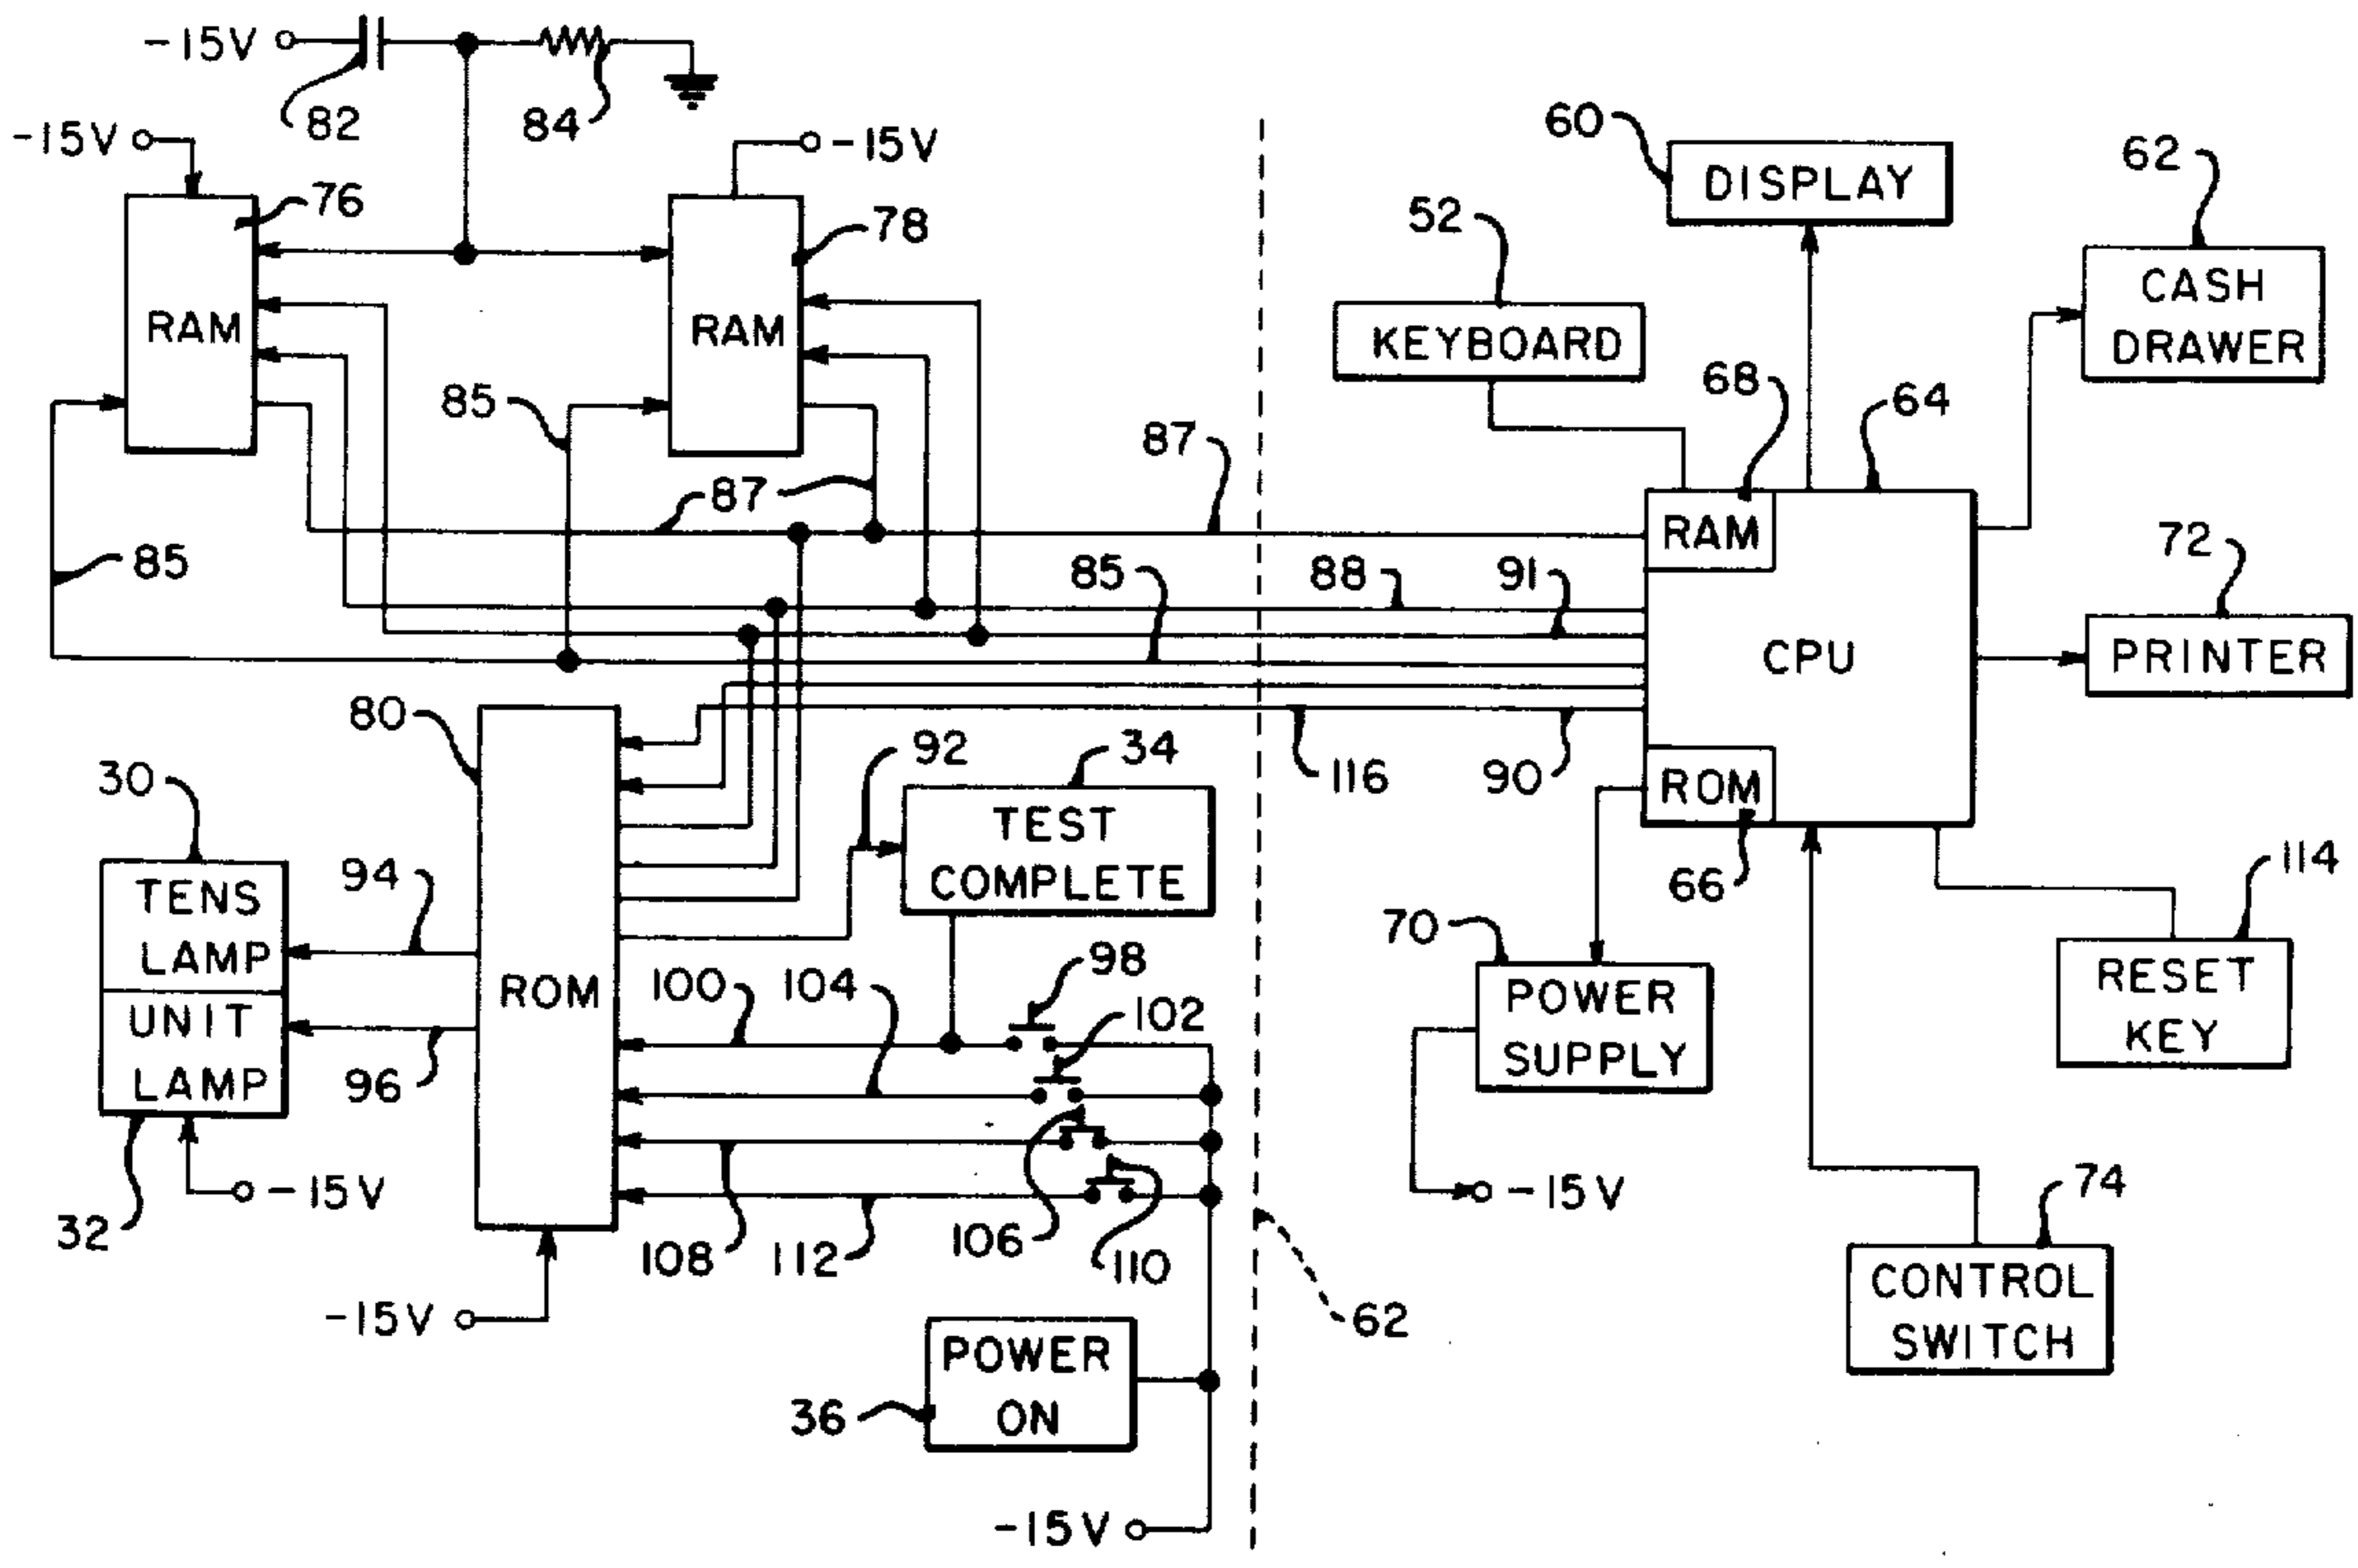 -15V
82
84
-15V
76
-15V
78
RAM
RAM
85
87
87
85
60
DISPLAY
62
CASH
DRAWER
52
KEYBOARD
68
64
RAM
88
91
85
CPU
72
PRINTER
80
92
34
116
90
ROM
66
30
TENS
LAMP
UNIT
LAMP
94
96
32
-15V
ROM
TEST
COMPLETE
100
104
98
102
108
112
106
110
-15V
62
70
POWER
SUPPLY
-15V
114
RESET
KEY
74
CONTROL
SWITCH
POWER
ON
36
-15V